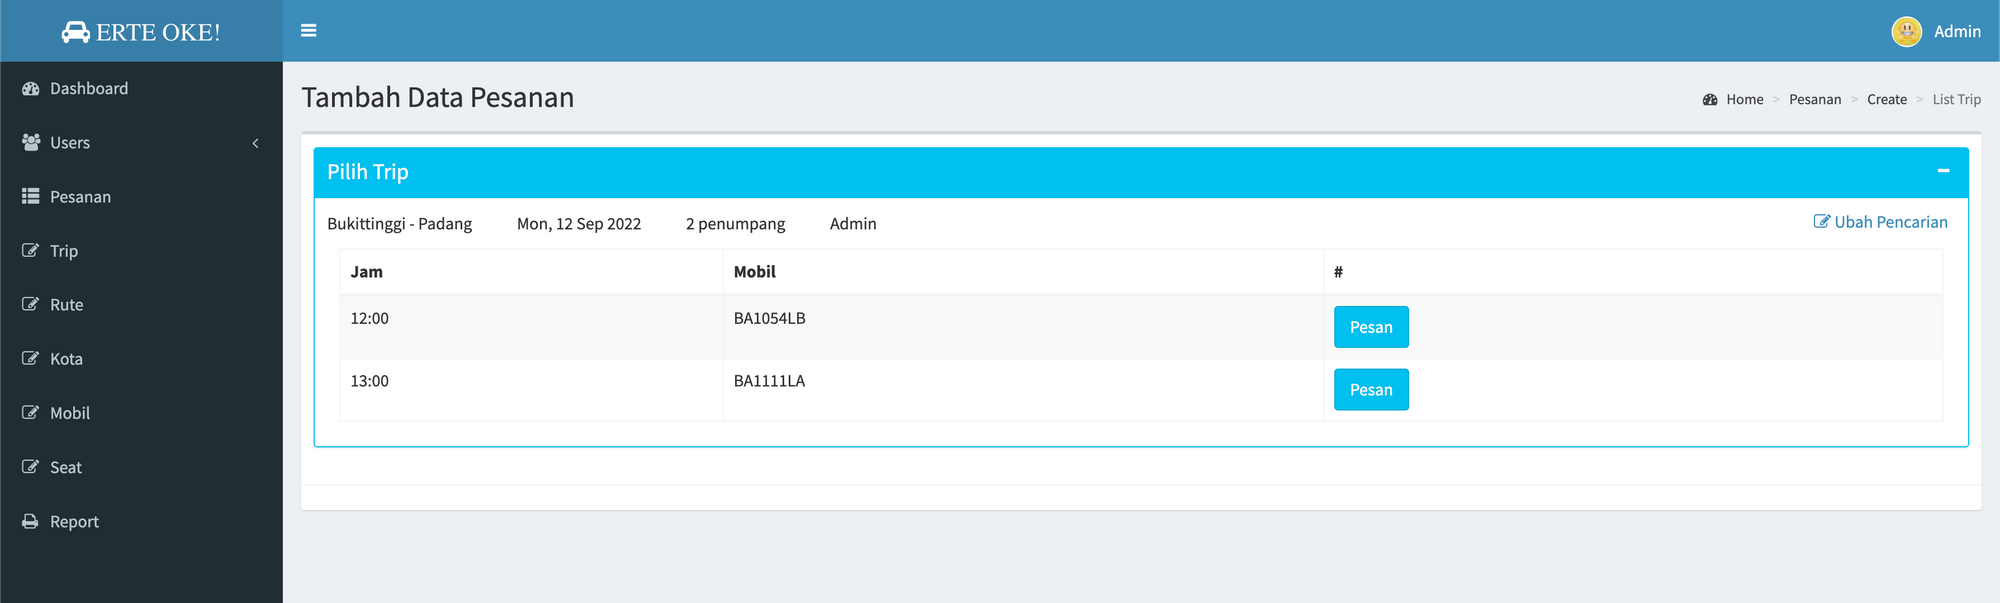 ERTE OKE!
Admin
Dashboard
Users
Pesanan
Trip
Rute
Kota
Mobil
Seat
Report
Tambah Data Pesanan
Home > Pesanan > Create > List Trip
Pilih Trip
Bukittinggi - Padang Mon, 12 Sep 2022 2 penumpang Admin Ubah Pencarian
Jam Mobil #
12:00 BA1054LB Pesan
13:00 BA1111LA Pesan